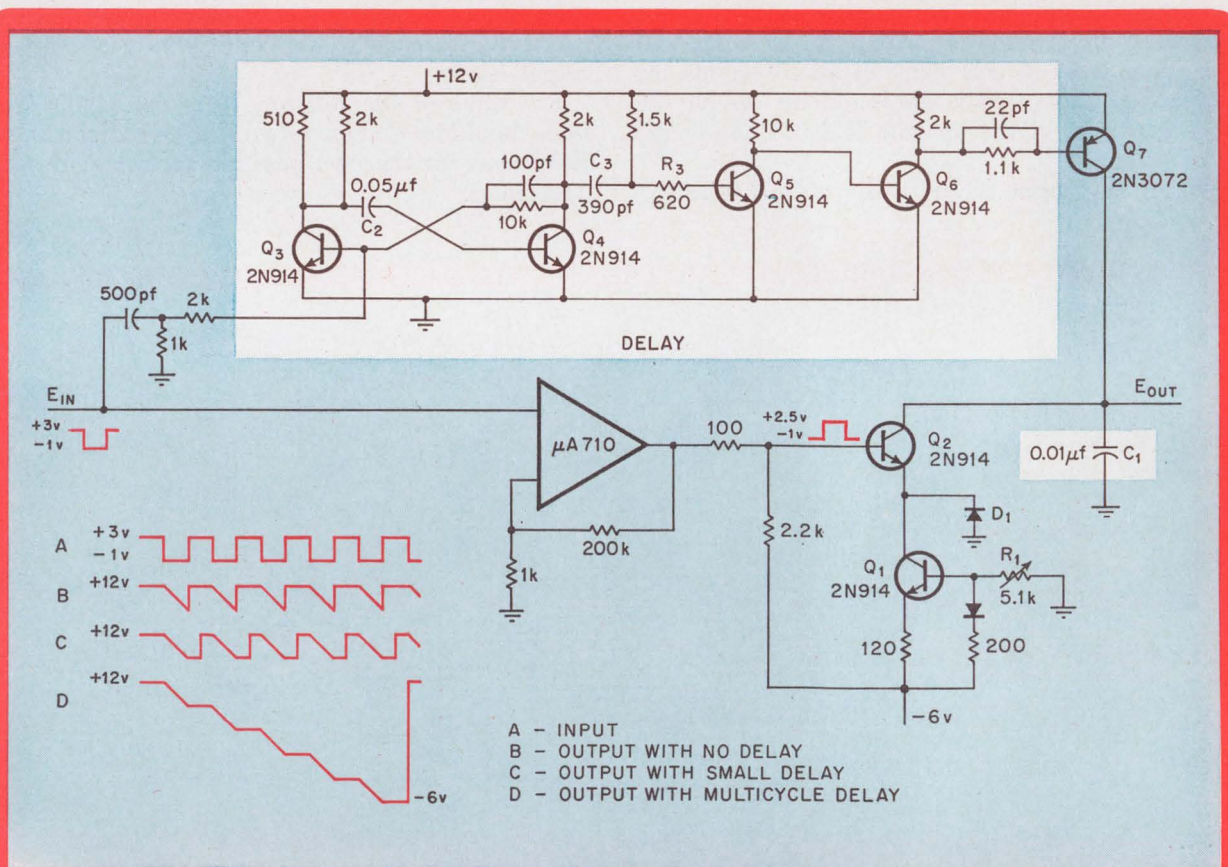 +12v
510
2k
2k
1.5k
10k
2k
22pf
1.1k
Q7
2N3072
100pf
C3
390pf
R3
620
Q5
2N914
Q6
2N914
0.05µf
C2
10k
Q3
2N914
Q4
2N914
500pf
2k
1k
DELAY
EIN
+3v
-1v
EOUT
µA710
100
+2.5v
-1v
Q2
2N914
0.01µf
C1
200k
1k
2.2k
D1
Q1
2N914
R1
5.1k
120
200
-6v
A
+3v
-1v
B
+12v
C
+12v
D
+12v
-6v
A - INPUT
B - OUTPUT WITH NO DELAY
C - OUTPUT WITH SMALL DELAY
D - OUTPUT WITH MULTICYCLE DELAY